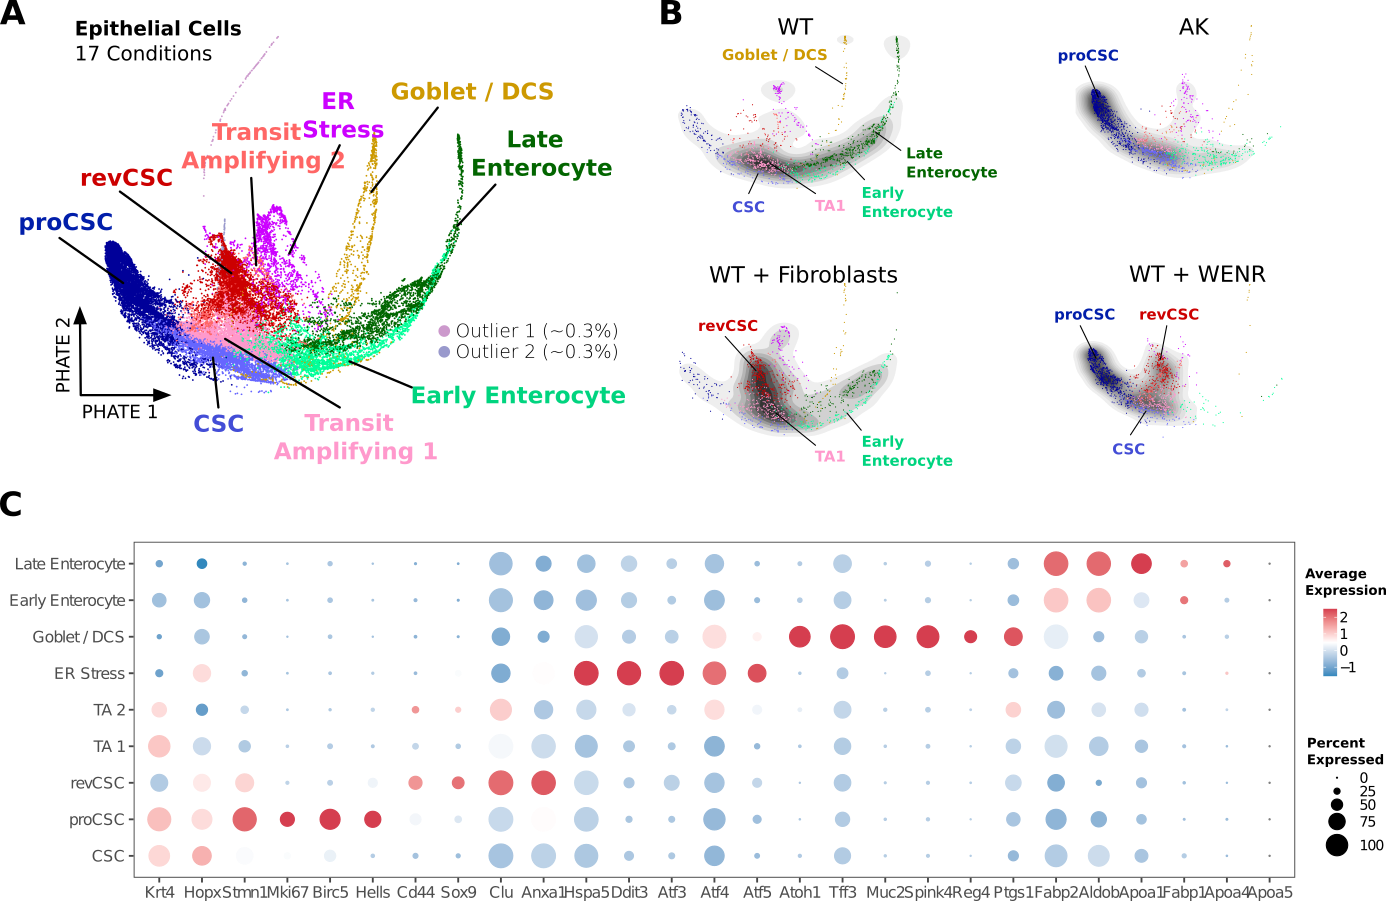 A
Epithelial Cells
17 Conditions
Goblet / DCS
ER
Stress
Transit
Amplifying 2
Late
Enterocyte
revCSC
proCSC
Outlier 1 (~0.3%)
Outlier 2 (~0.3%)
PHATE 2
PHATE 1
Early Enterocyte
CSC
Transit
Amplifying 1
B
WT
Goblet / DCS
Late
Enterocyte
Early
Enterocyte
CSC
TA1
AK
proCSC
WT + Fibroblasts
revCSC
TA1
Early
Enterocyte
WT + WENR
proCSC
revCSC
CSC
C
Late Enterocyte
Early Enterocyte
Goblet / DCS
ER Stress
TA 2
TA 1
revCSC
proCSC
CSC
Krt4 Hopx Stmn1 Mki67 Birc5 Hells Cd44 Sox9 Clu Anxa1 Hspa5 Ddit3 Atf3 Atf4 Atf5 Atoh1 Tff3 Muc2 Spink4 Reg4 Ptgs1 Fabp2 Aldob Apoa1 Fabp1 Apoa4 Apoa5
Average
Expression
2
1
0
−1
Percent
Expressed
0
25
50
75
100